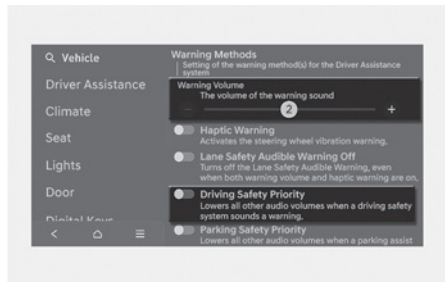 Vehicle
Driver Assistance
Climate
Seat
Lights
Door
Digital Keys
Warning Methods
Setting of the warning method(s) for the Driver Assistance
system
Warning Volume
The volume of the warning sound
− 2 +
Haptic Warning
Activates the steering wheel vibration warning.
Lane Safety Audible Warning Off
Turns off the Lane Safety Audible Warning, even
when both warning volume and haptic warning are on.
Driving Safety Priority
Lowers all other audio volumes when a driving safety
system sounds a warning.
Parking Safety Priority
Lowers all other audio volumes when a parking assist